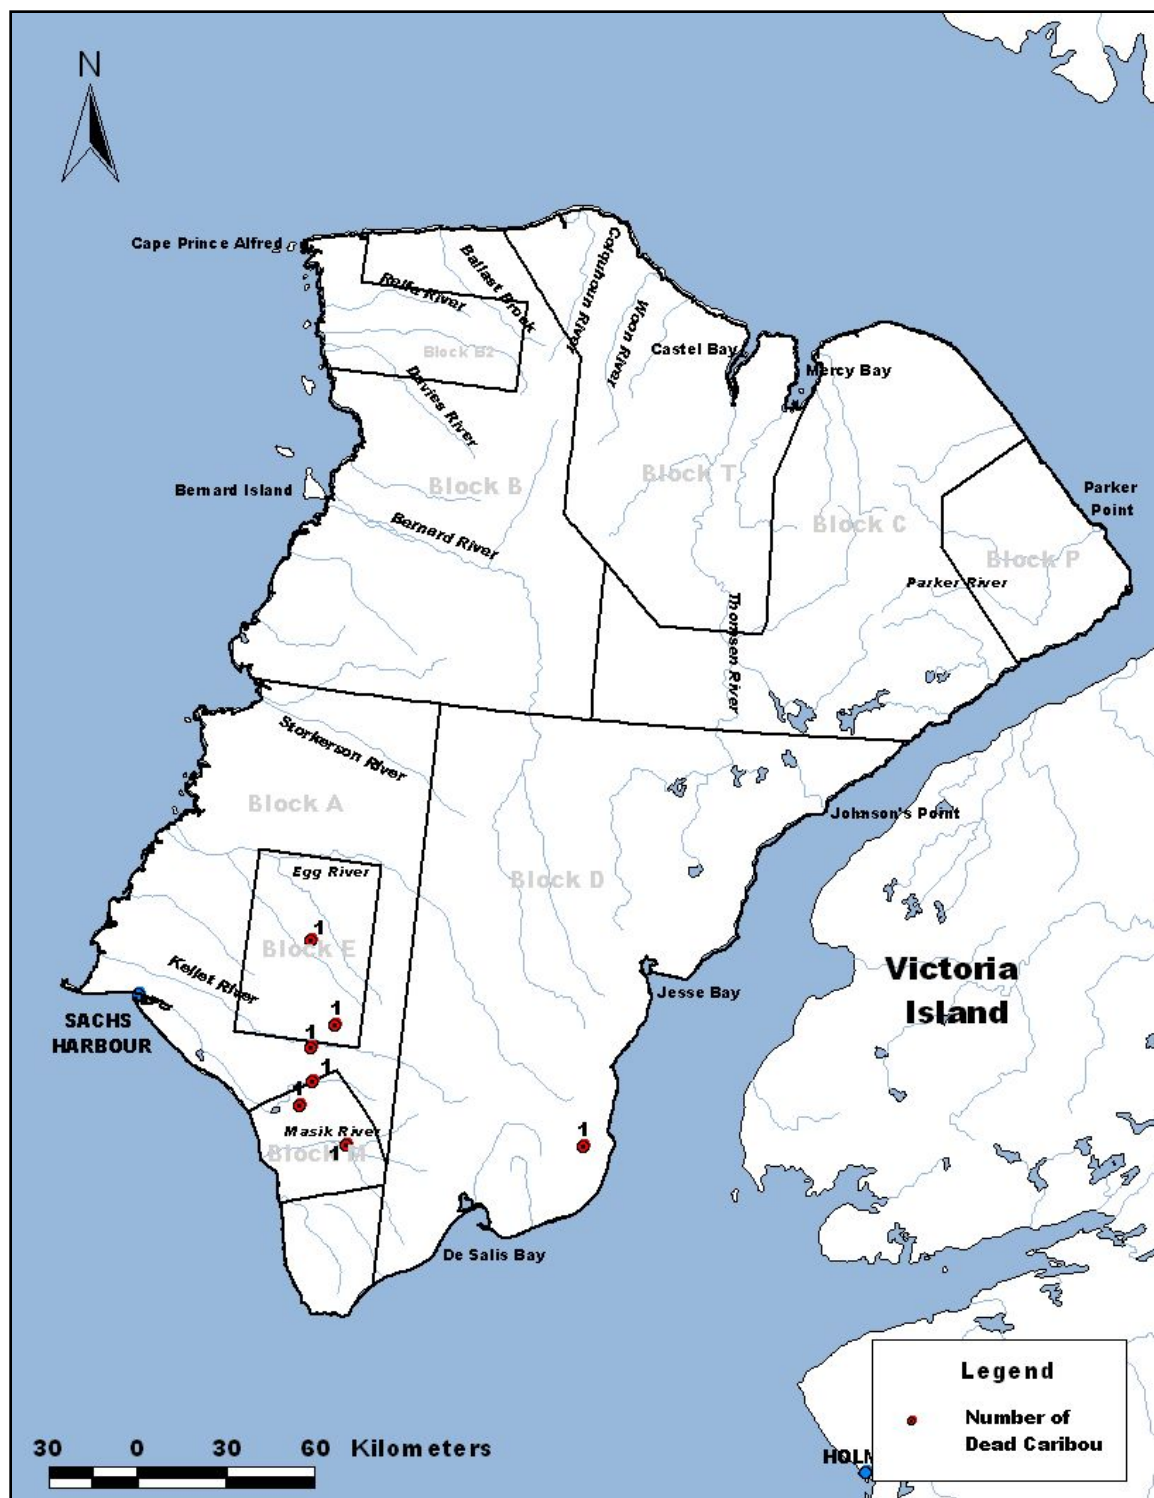 N
Cape Prince Alfred
Relfe River
Ballast Brook
Colquhoun River
Woon River
Castel Bay
Mercy Bay
Block B2
Davies River
Block B
Block T
Block C
Parker
Point
Bernard Island
Bernard River
Block P
Parker River
Thomsen River
Storkerson River
Block A
Johnson's Point
Egg River
Block D
1
Block E
Kellet River
Victoria
Island
Jesse Bay
SACHS
HARBOUR
1
1
1
1
1
Masik River
Block M
1
De Salis Bay
Legend
Number of
Dead Caribou
30 0 30 60 Kilometers